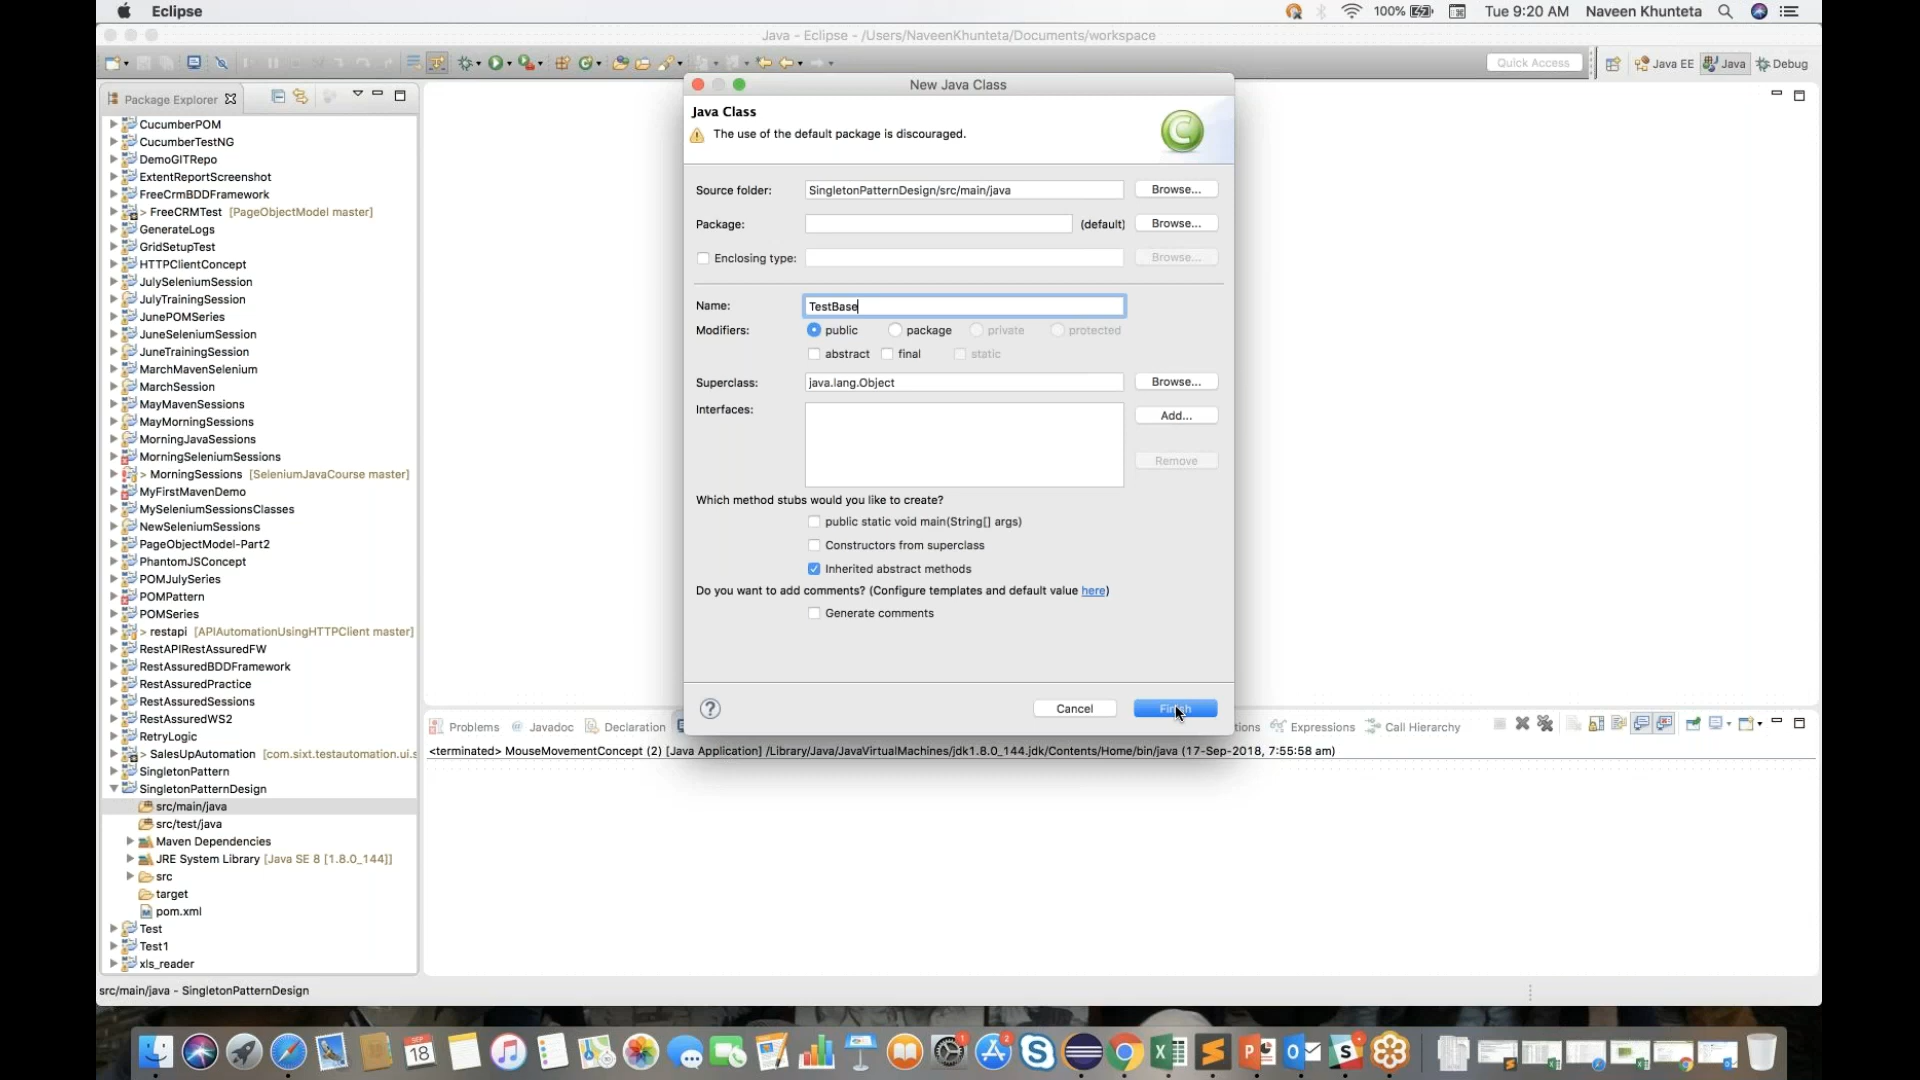 Eclipse
100%
Tue 9:20 AM
Naveen Khunteta
Java - Eclipse - /Users/NaveenKhunteta/Documents/workspace
Quick Access
Java EE
Java
Debug
Package Explorer
CucumberPOM
CucumberTestNG
DemoGITRepo
ExtentReportScreenshot
FreeCrmBDDFramework
> FreeCRMTest [PageObjectModel master]
GenerateLogs
GridSetupTest
HTTPClientConcept
JulySeleniumSession
JulyTrainingSession
JunePOMSeries
JuneSeleniumSession
JuneTrainingSession
MarchMavenSelenium
MarchSession
MayMavenSessions
MayMorningSessions
MorningJavaSessions
MorningSeleniumSessions
> MorningSessions [SeleniumJavaCourse master]
MyFirstMavenDemo
MySeleniumSessionsClasses
NewSeleniumSessions
PageObjectModel-Part2
PhantomJSConcept
POMJulySeries
POMPattern
POMSeries
> restapi [APIAutomationUsingHTTPClient master]
RestAPIRestAssuredFW
RestAssuredBDDFramework
RestAssuredPractice
RestAssuredSessions
RestAssuredWS2
RetryLogic
> SalesUpAutomation [com.sixt.testautomation.ui.s
SingletonPattern
SingletonPatternDesign
src/main/java
src/test/java
Maven Dependencies
JRE System Library [Java SE 8 [1.8.0_144]]
src
target
pom.xml
Test
Test1
xls_reader
New Java Class
Java Class
The use of the default package is discouraged.
Source folder: SingletonPatternDesign/src/main/java Browse...
Package: (default) Browse...
Enclosing type: Browse...
Name: TestBase
Modifiers: public package private protected
abstract final static
Superclass: java.lang.Object Browse...
Interfaces: Add...
Remove
Which method stubs would you like to create?
public static void main(String[] args)
Constructors from superclass
Inherited abstract methods
Do you want to add comments? (Configure templates and default value here)
Generate comments
? Cancel Finish
Problems @ Javadoc Declaration
tions Expressions Call Hierarchy
<terminated> MouseMovementConcept (2) [Java Application] /Library/Java/JavaVirtualMachines/jdk1.8.0_144.jdk/Contents/Home/bin/java (17-Sep-2018, 7:55:58 am)
src/main/java - SingletonPatternDesign
SEP
18